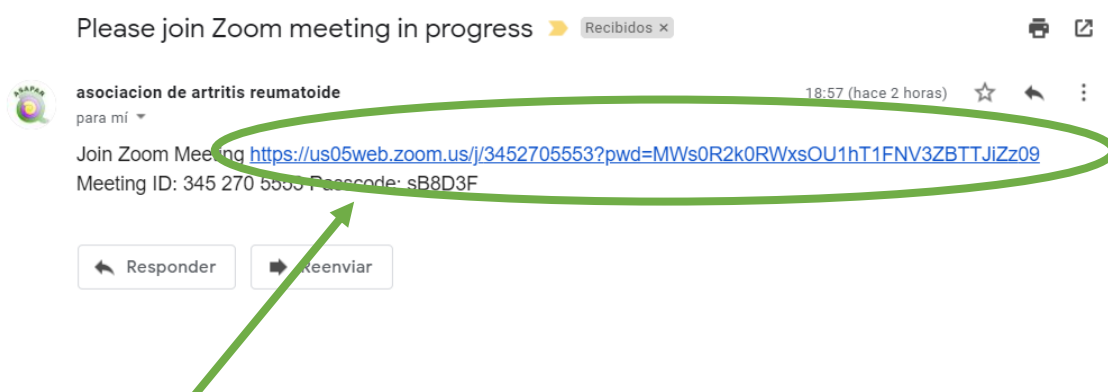 Please join Zoom meeting in progress Recibidos ×
asociacion de artritis reumatoide 18:57 (hace 2 horas)
para mí
Join Zoom Meeting https://us05web.zoom.us/j/3452705553?pwd=MWs0R2k0RWxsOU1hT1FNV3ZBTTJiZz09
Meeting ID: 345 270 5553 Passcode: sB8D3F
Responder Reenviar